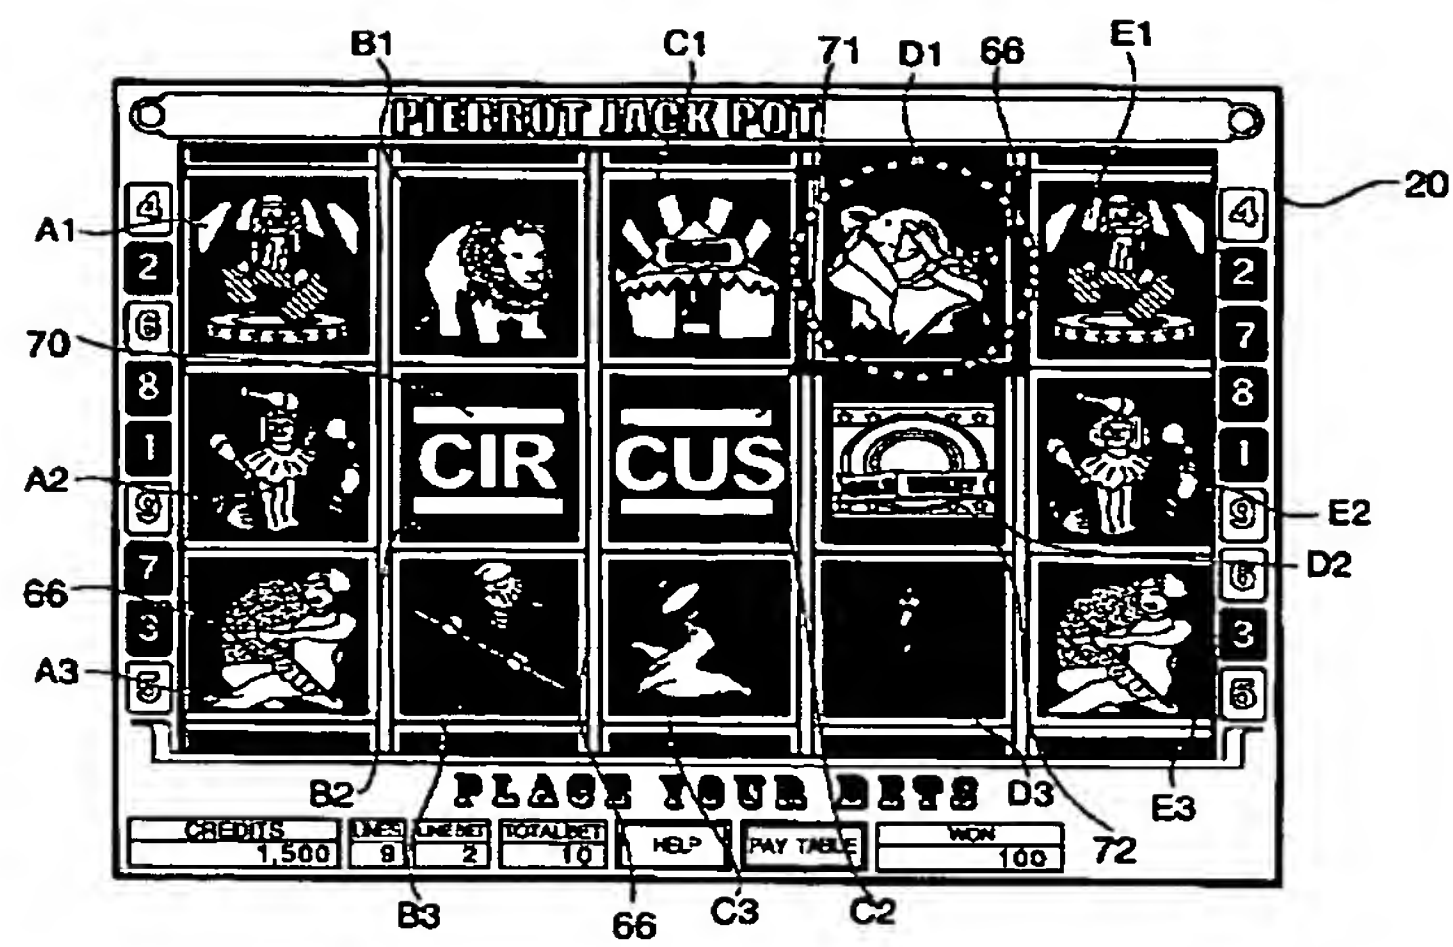 B1 C1 71 D1 66 E1
PIERROT JACK POT
20
A1 4 4
2 2
6 7
70
8 CIR CUS 8
1 1
A2 9 9 E2
7 6 D2
66 3 3
A3 5 5
B2 PLACE YOUR BETS D3 E3
CREDITS LINES LINE BET TOTAL BET HELP PAY TABLE WON
1,500 9 2 10 100
72
B3 66 C3 C2